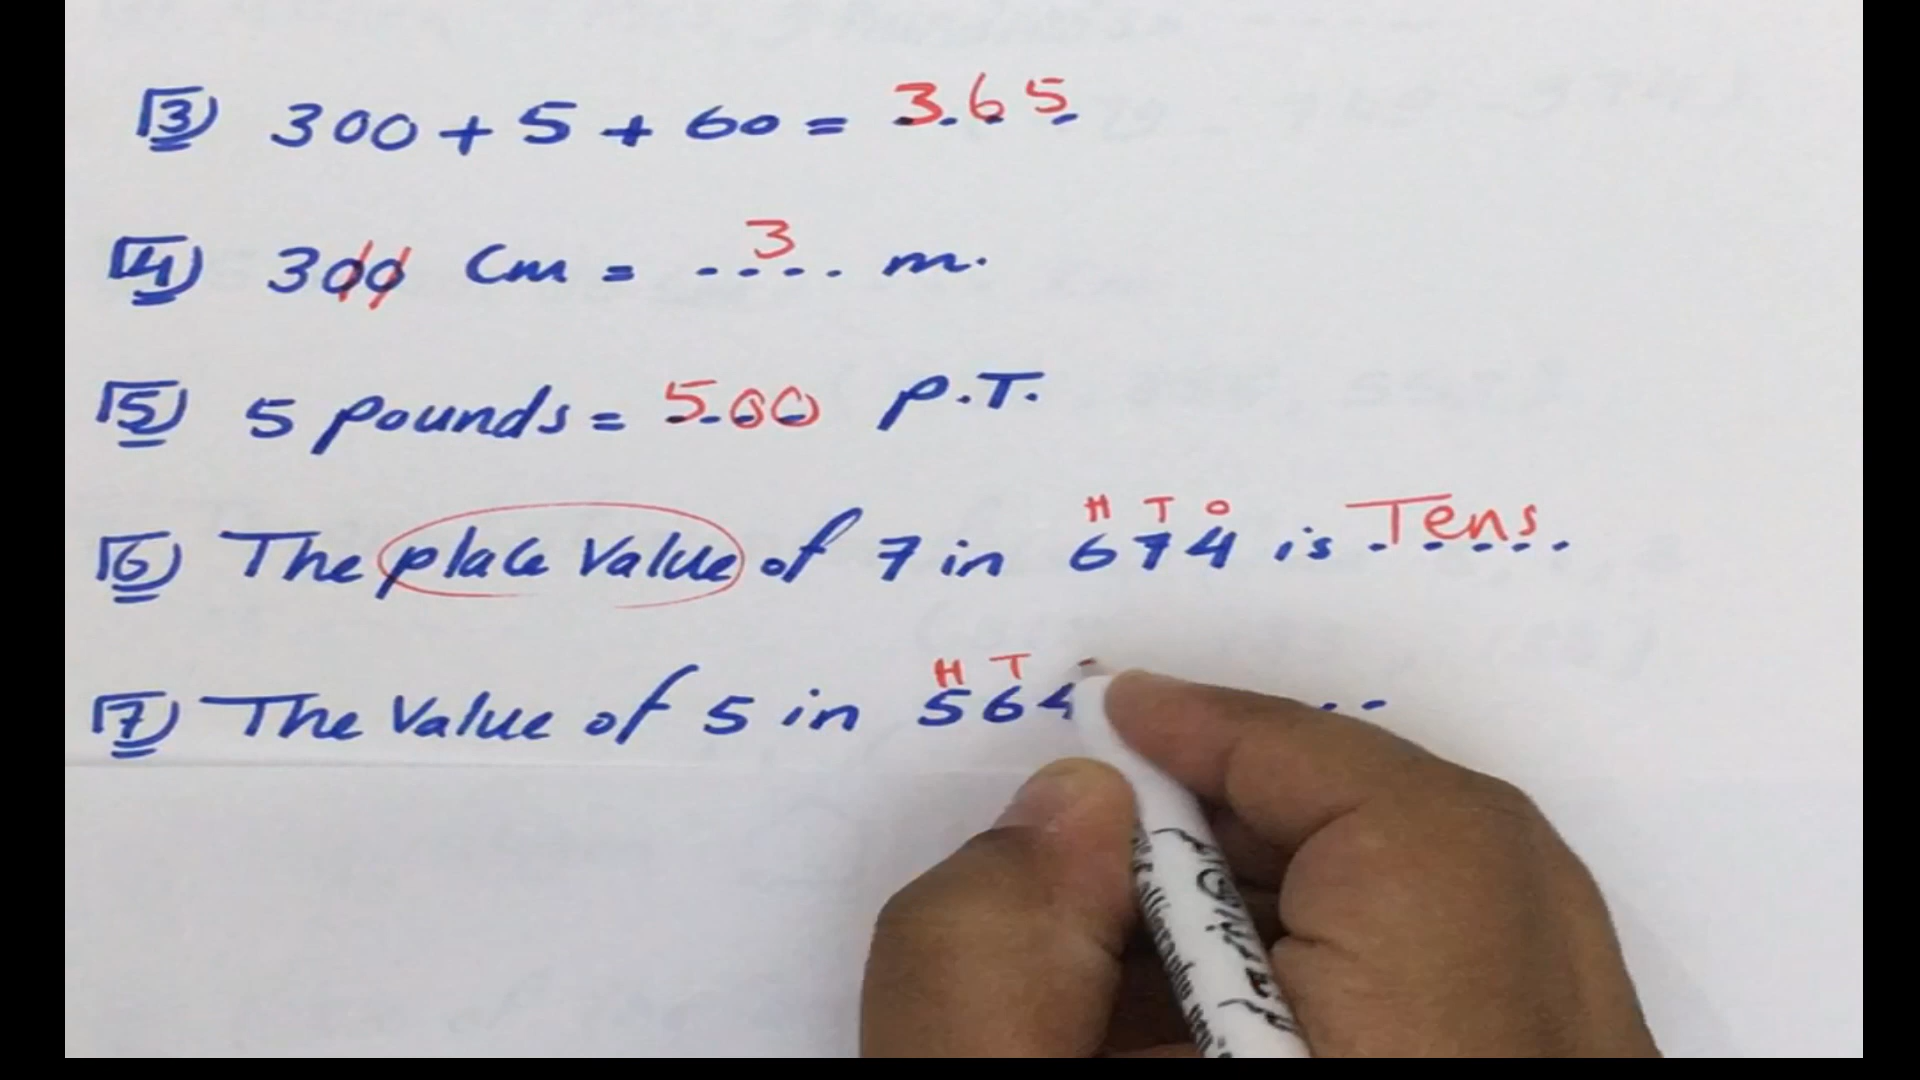 3 300 + 5 + 60 = 365
4 300 Cm = 3 m.
5 5 pounds = 500 P.T.
H T O
6 The place Value of 7 in 674 is Tens.
H T
7 The Value of 5 in 564